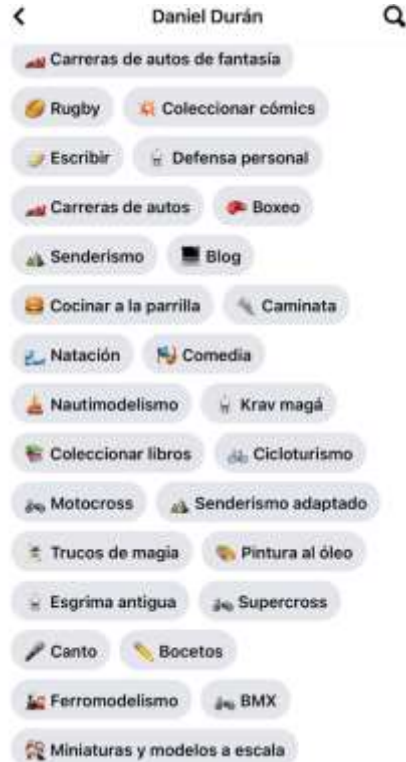 Daniel Durán
Carreras de autos de fantasía
Rugby Coleccionar cómics
Escribir Defensa personal
Carreras de autos Boxeo
Senderismo Blog
Cocinar a la parrilla Caminata
Natación Comedia
Nautimodelismo Krav magá
Coleccionar libros Cicloturismo
Motocross Senderismo adaptado
Trucos de magia Pintura al óleo
Esgrima antigua Supercross
Canto Bocetos
Ferromodelismo BMX
Miniaturas y modelos a escala